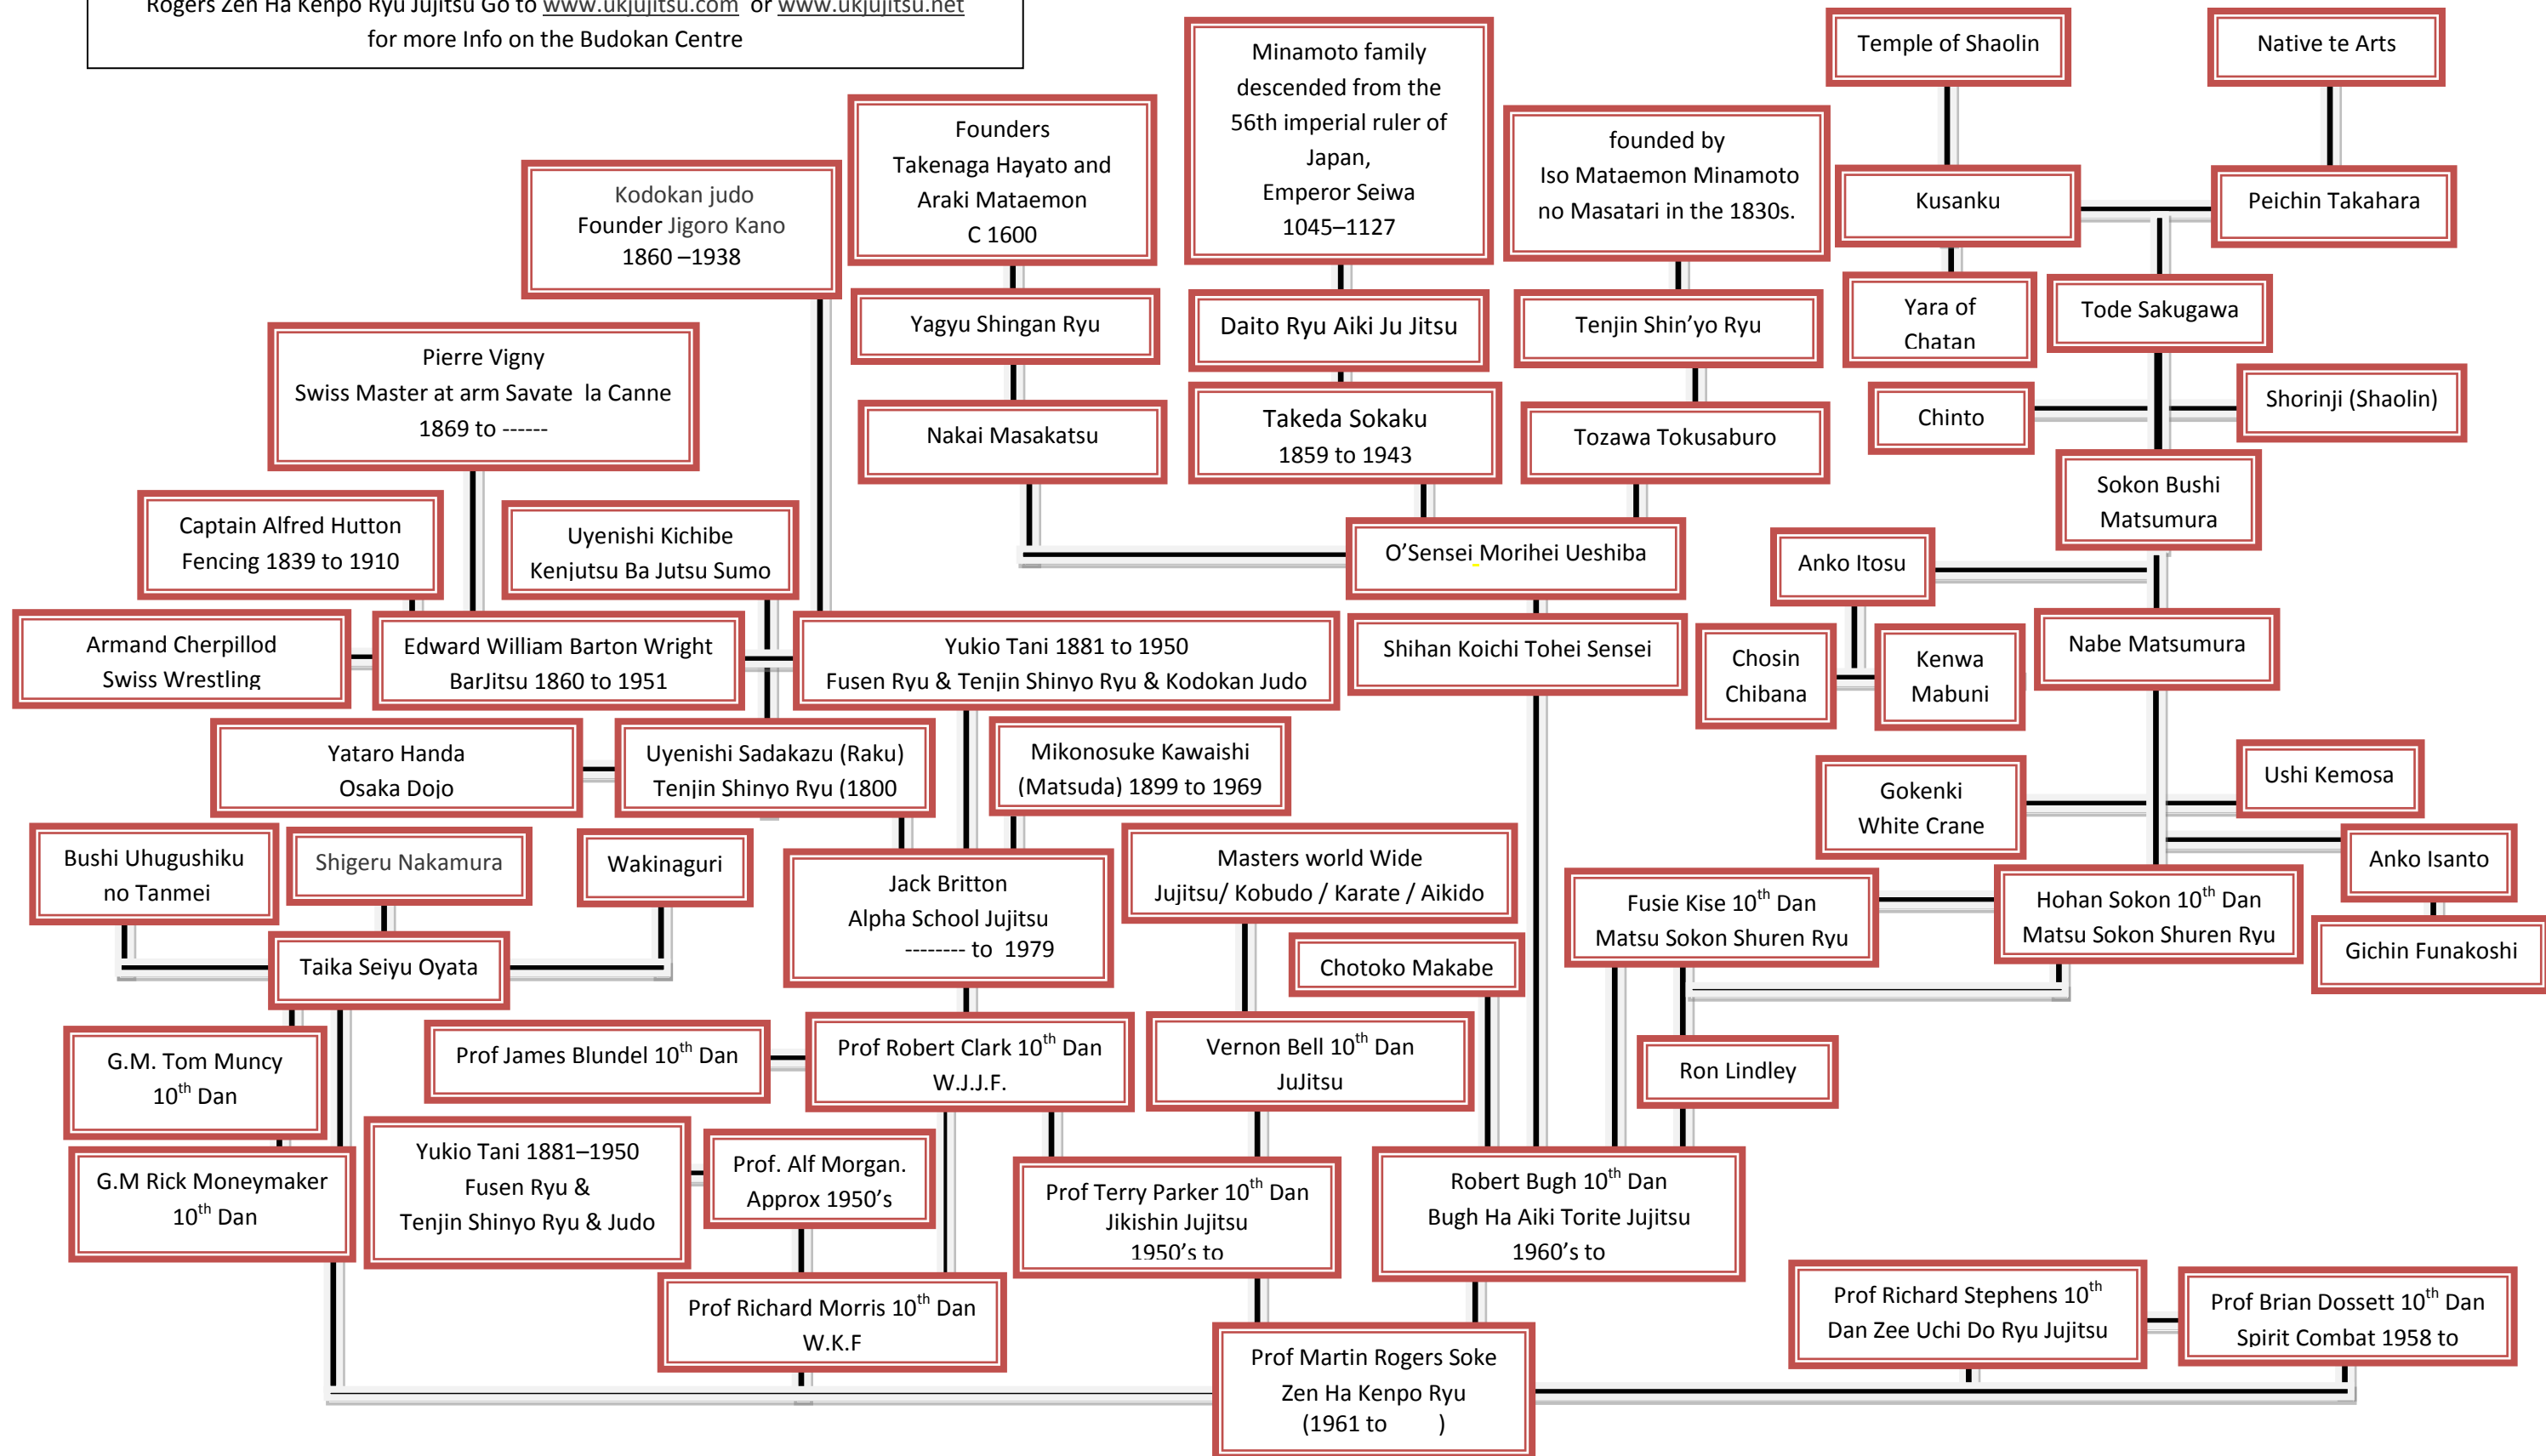 Rogers Zen Ha Kenpo Ryu Jujitsu Go to www.ukjujitsu.com or www.ukjujitsu.net
for more Info on the Budokan Centre
Temple of Shaolin
Native te Arts
Minamoto family
descended from the
56th imperial ruler of
Japan,
Emperor Seiwa
1045–1127
Founders
Takenaga Hayato and
Araki Mataemon
C 1600
founded by
Iso Mataemon Minamoto
no Masatari in the 1830s.
Kodokan judo
Founder Jigoro Kano
1860 –1938
Kusanku
Peichin Takahara
Yagyu Shingan Ryu
Daito Ryu Aiki Ju Jitsu
Tenjin Shin’yo Ryu
Yara of
Chatan
Tode Sakugawa
Pierre Vigny
Swiss Master at arm Savate la Canne
1869 to ------
Nakai Masakatsu
Takeda Sokaku
1859 to 1943
Tozawa Tokusaburo
Chinto
Shorinji (Shaolin)
Sokon Bushi
Matsumura
Captain Alfred Hutton
Fencing 1839 to 1910
Uyenishi Kichibe
Kenjutsu Ba Jutsu Sumo
O’Sensei Morihei Ueshiba
Anko Itosu
Armand Cherpillod
Swiss Wrestling
Edward William Barton Wright
BarJitsu 1860 to 1951
Yukio Tani 1881 to 1950
Fusen Ryu & Tenjin Shinyo Ryu & Kodokan Judo
Shihan Koichi Tohei Sensei
Chosin
Chibana
Kenwa
Mabuni
Nabe Matsumura
Yataro Handa
Osaka Dojo
Uyenishi Sadakazu (Raku)
Tenjin Shinyo Ryu (1800
Mikonosuke Kawaishi
(Matsuda) 1899 to 1969
Gokenki
White Crane
Ushi Kemosa
Bushi Uhugushiku
no Tanmei
Shigeru Nakamura
Wakinaguri
Jack Britton
Alpha School Jujitsu
-------- to 1979
Masters world Wide
Jujitsu/ Kobudo / Karate / Aikido
Fusie Kise 10th Dan
Matsu Sokon Shuren Ryu
Hohan Sokon 10th Dan
Matsu Sokon Shuren Ryu
Anko Isanto
Gichin Funakoshi
Taika Seiyu Oyata
Chotoko Makabe
G.M. Tom Muncy
10th Dan
Prof James Blundel 10th Dan
Prof Robert Clark 10th Dan
W.J.J.F.
Vernon Bell 10th Dan
JuJitsu
Ron Lindley
G.M Rick Moneymaker
10th Dan
Yukio Tani 1881–1950
Fusen Ryu &
Tenjin Shinyo Ryu & Judo
Prof. Alf Morgan.
Approx 1950’s
Prof Terry Parker 10th Dan
Jikishin Jujitsu
1950’s to
Robert Bugh 10th Dan
Bugh Ha Aiki Torite Jujitsu
1960’s to
Prof Richard Morris 10th Dan
W.K.F
Prof Richard Stephens 10th
Dan Zee Uchi Do Ryu Jujitsu
Prof Brian Dossett 10th Dan
Spirit Combat 1958 to
Prof Martin Rogers Soke
Zen Ha Kenpo Ryu
(1961 to )